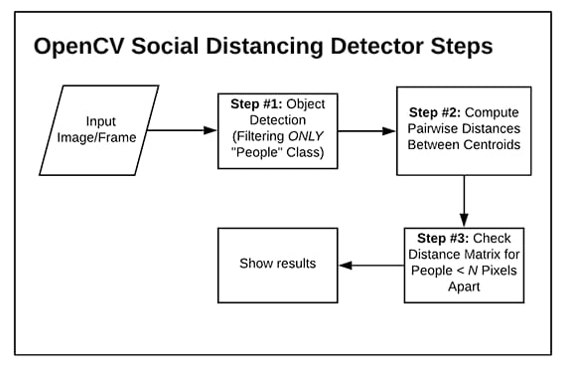 OpenCV Social Distancing Detector Steps
Input
Image/Frame
Step #1: Object
Detection
(Filtering ONLY
"People" Class)
Step #2: Compute
Pairwise Distances
Between Centroids
Step #3: Check
Distance Matrix for
People < N Pixels
Apart
Show results